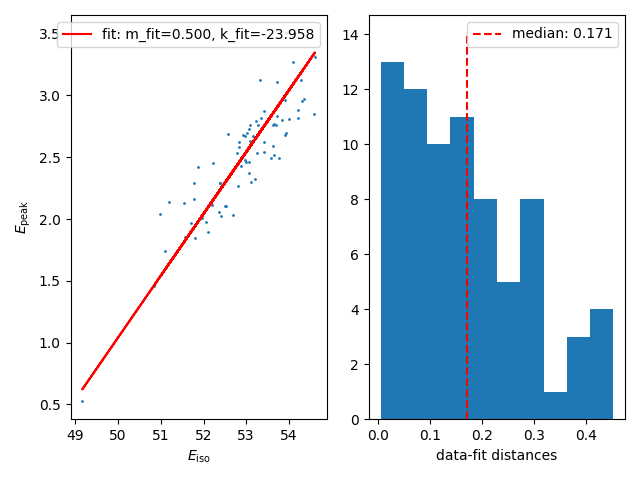 fit: m_fit=0.500, k_fit=-23.958
3.5
3.0
2.5
2.0
1.5
1.0
0.5
E_peak
49 50 51 52 53 54
E_iso
median: 0.171
14
12
10
8
6
4
2
0
0.0 0.1 0.2 0.3 0.4
data-fit distances